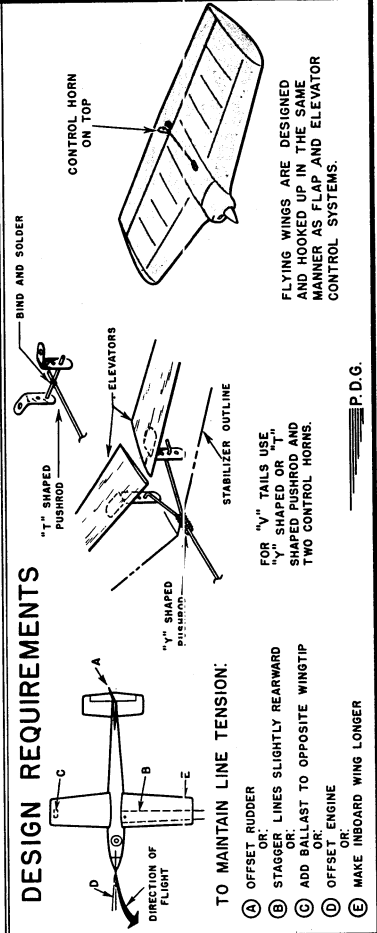 DESIGN REQUIREMENTS
C
A
B
E
D
DIRECTION OF
FLIGHT
TO MAINTAIN LINE TENSION:
A OFFSET RUDDER
OR:
B STAGGER LINES SLIGHTLY REARWARD
OR:
C ADD BALLAST TO OPPOSITE WINGTIP
OR:
D OFFSET ENGINE
OR:
E MAKE INBOARD WING LONGER
"T" SHAPED
PUSHROD
BIND AND SOLDER
ELEVATORS
"Y" SHAPED
PUSHROD
STABILIZER OUTLINE
FOR "V" TAILS USE
"Y" SHAPED OR "T"
SHAPED PUSHROD AND
TWO CONTROL HORNS.
CONTROL HORN
ON TOP
FLYING WINGS ARE DESIGNED
AND HOOKED UP IN THE SAME
MANNER AS FLAP AND ELEVATOR
CONTROL SYSTEMS.
P.D.G.